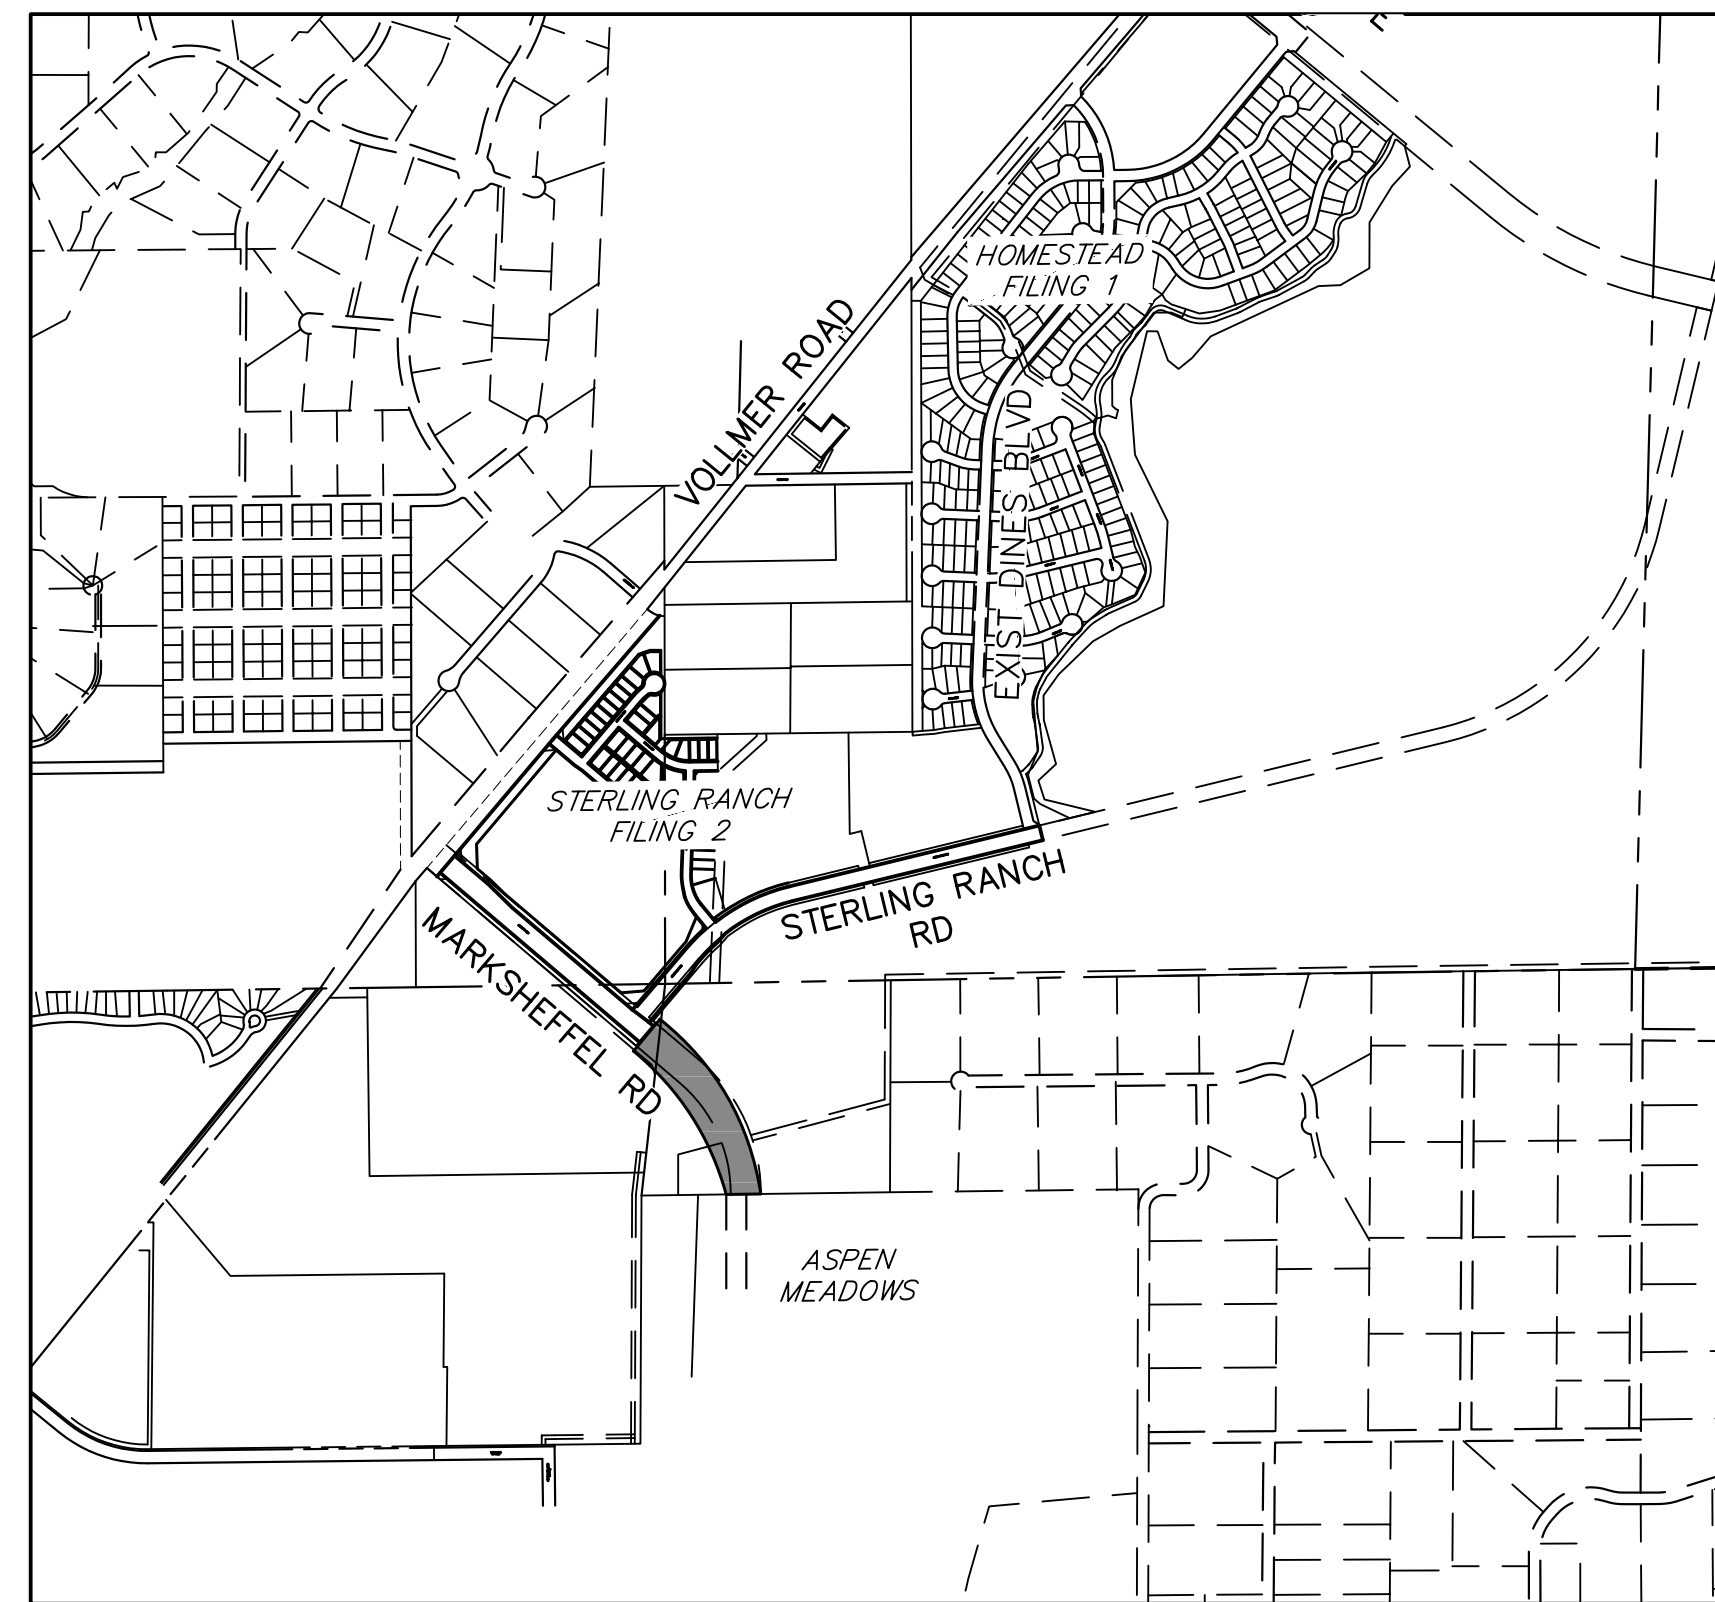 HOMESTEAD
FILING 1
VOLLMER ROAD
EXIST DINES BLVD
STERLING RANCH
FILING 2
STERLING RANCH
RD
MARKSHEFFEL RD
ASPEN
MEADOWS